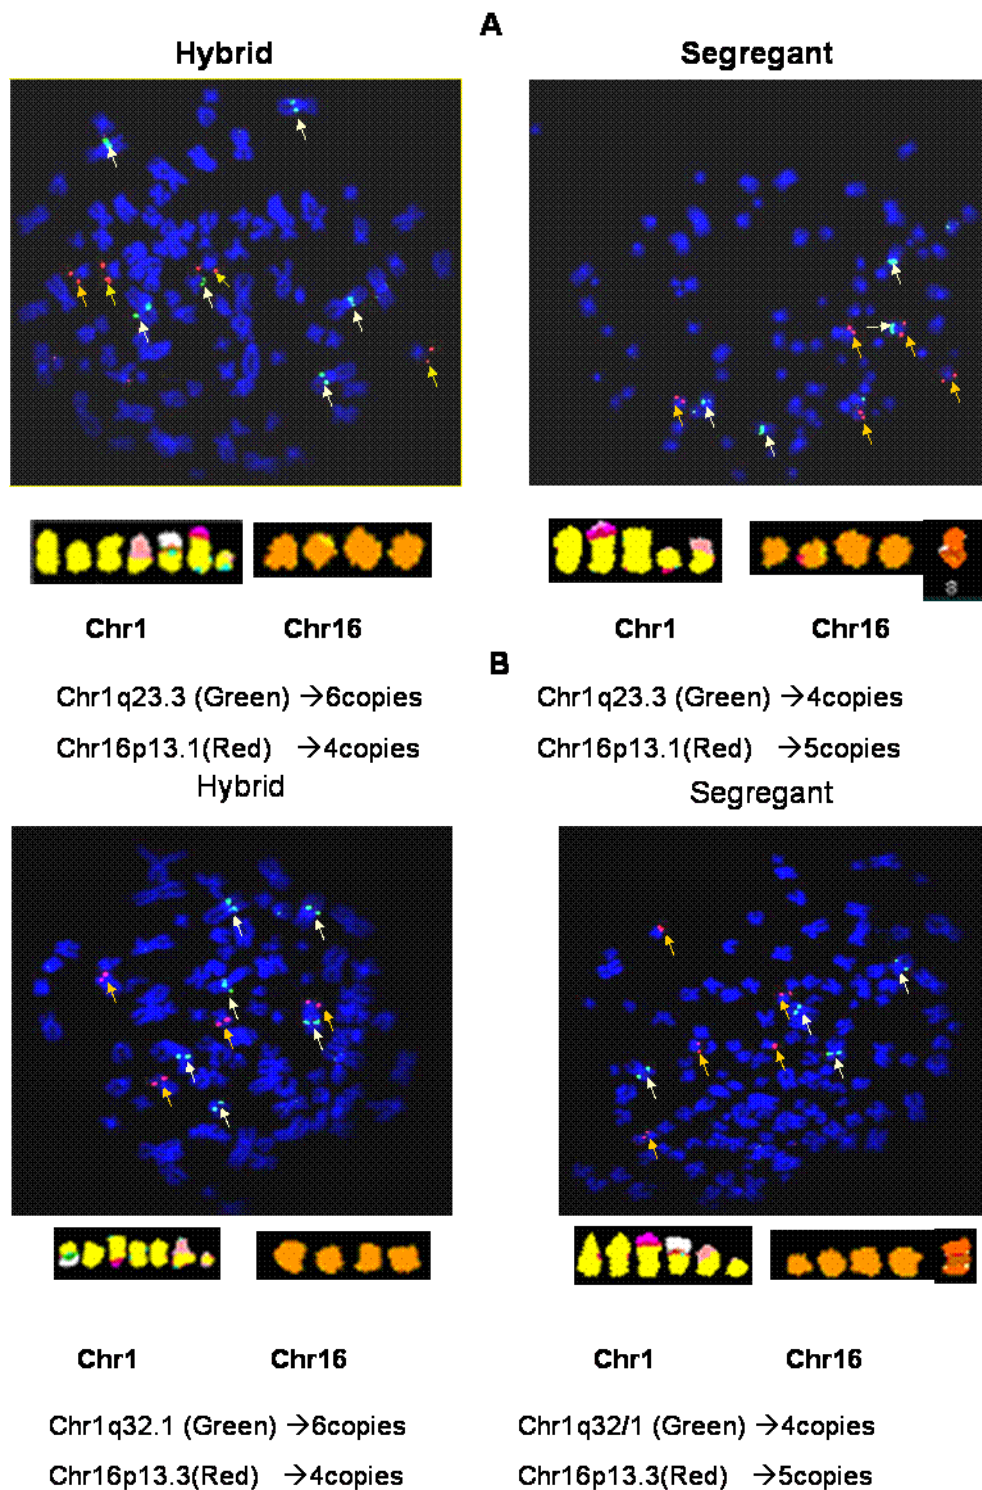 A
Hybrid Segregant
8
Chr1 Chr16 Chr1 Chr16
B
Chr1q23.3 (Green) →6copies Chr1q23.3 (Green) →4copies
Chr16p13.1(Red) →4copies Chr16p13.1(Red) →5copies
Hybrid Segregant
Chr1 Chr16 Chr1 Chr16
Chr1q32.1 (Green) →6copies Chr1q32/1 (Green) →4copies
Chr16p13.3(Red) →4copies Chr16p13.3(Red) →5copies